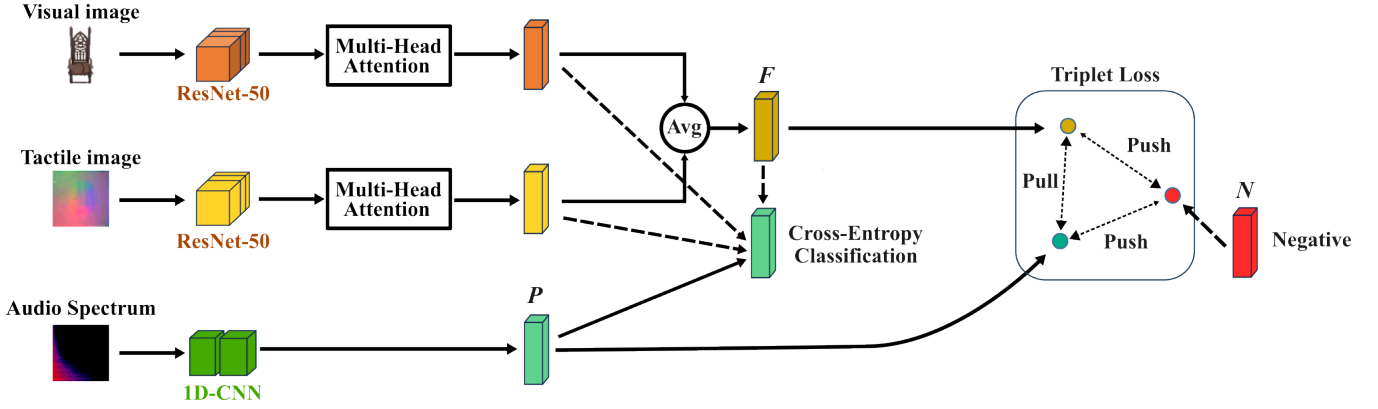 Visual image
ResNet-50
Multi-Head
Attention
Avg
F
Triplet Loss
Push
Pull
Push
N
Negative
Tactile image
ResNet-50
Multi-Head
Attention
Cross-Entropy
Classification
Audio Spectrum
1D-CNN
P